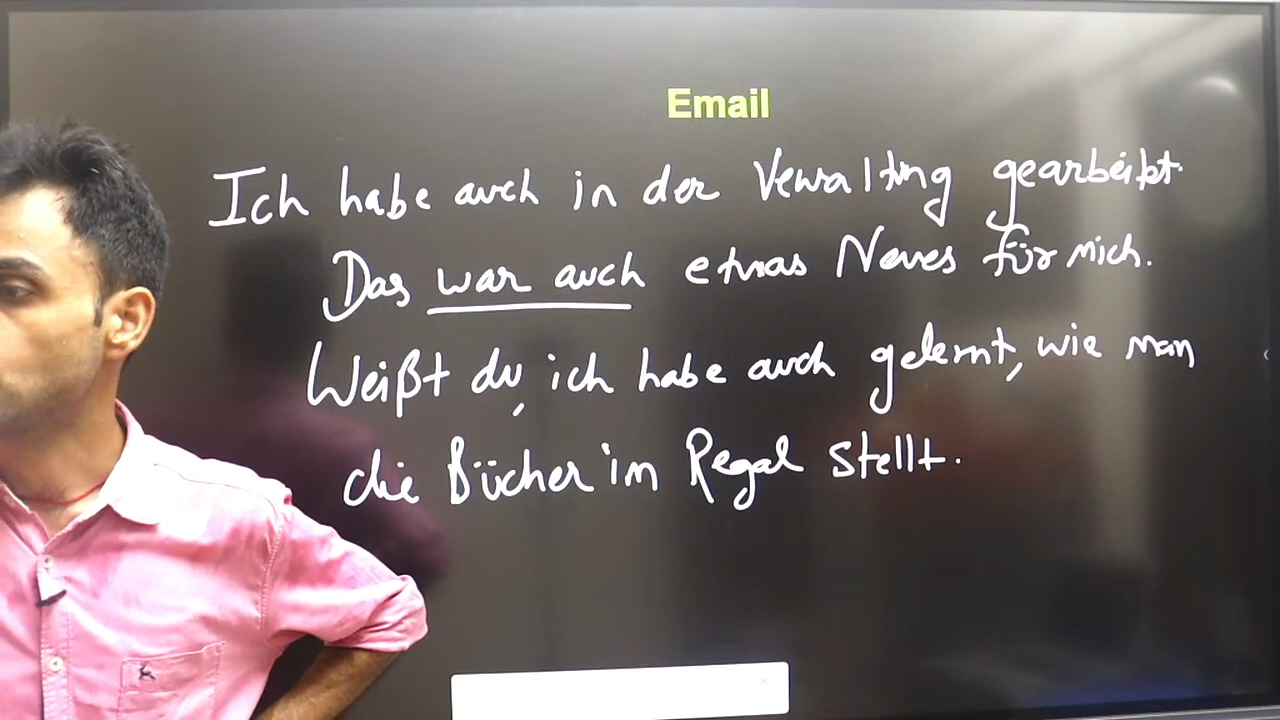 Email
Ich habe auch in der Verwaltung gearbeitet.
Das war auch etwas Neues für mich.
Weißt du, ich habe auch gelernt, wie man
die Bücher im Regal stellt.